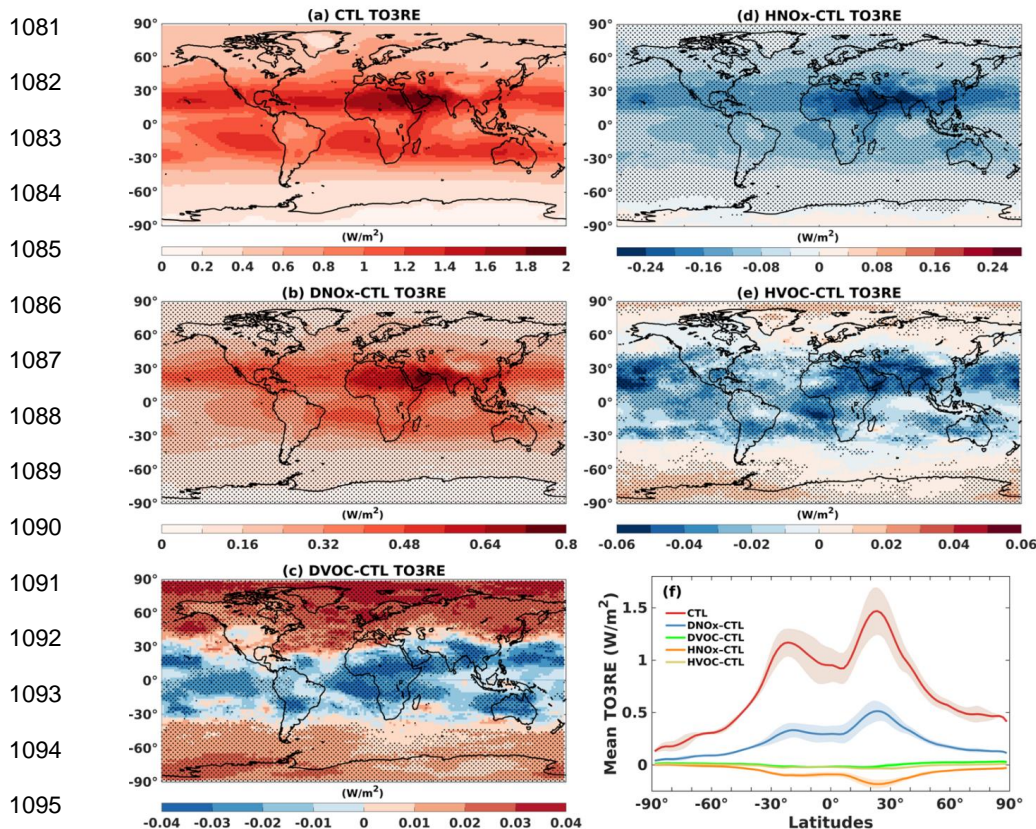 1081
1082
1083
1084
1085
1086
1087
1088
1089
1090
1091
1092
1093
1094
1095
(a) CTL TO3RE
90°
60°
30°
0°
-30°
-60°
-90°
(W/m²)
0 0.2 0.4 0.6 0.8 1 1.2 1.4 1.6 1.8 2
(b) DNOx-CTL TO3RE
90°
60°
30°
0°
-30°
-60°
-90°
(W/m²)
0 0.16 0.32 0.48 0.64 0.8
(c) DVOC-CTL TO3RE
90°
60°
30°
0°
-30°
-60°
-90°
(W/m²)
-0.04 -0.03 -0.02 -0.01 0 0.01 0.02 0.03 0.04
(d) HNOx-CTL TO3RE
90°
60°
30°
0°
-30°
-60°
-90°
(W/m²)
-0.24 -0.16 -0.08 0 0.08 0.16 0.24
(e) HVOC-CTL TO3RE
90°
60°
30°
0°
-30°
-60°
-90°
(W/m²)
-0.06 -0.04 -0.02 0 0.02 0.04 0.06
(f)
CTL
DNOx-CTL
DVOC-CTL
HNOx-CTL
HVOC-CTL
Mean TO3RE (W/m²)
1.5
1
0.5
0
-90° -60° -30° 0° 30° 60° 90°
Latitudes